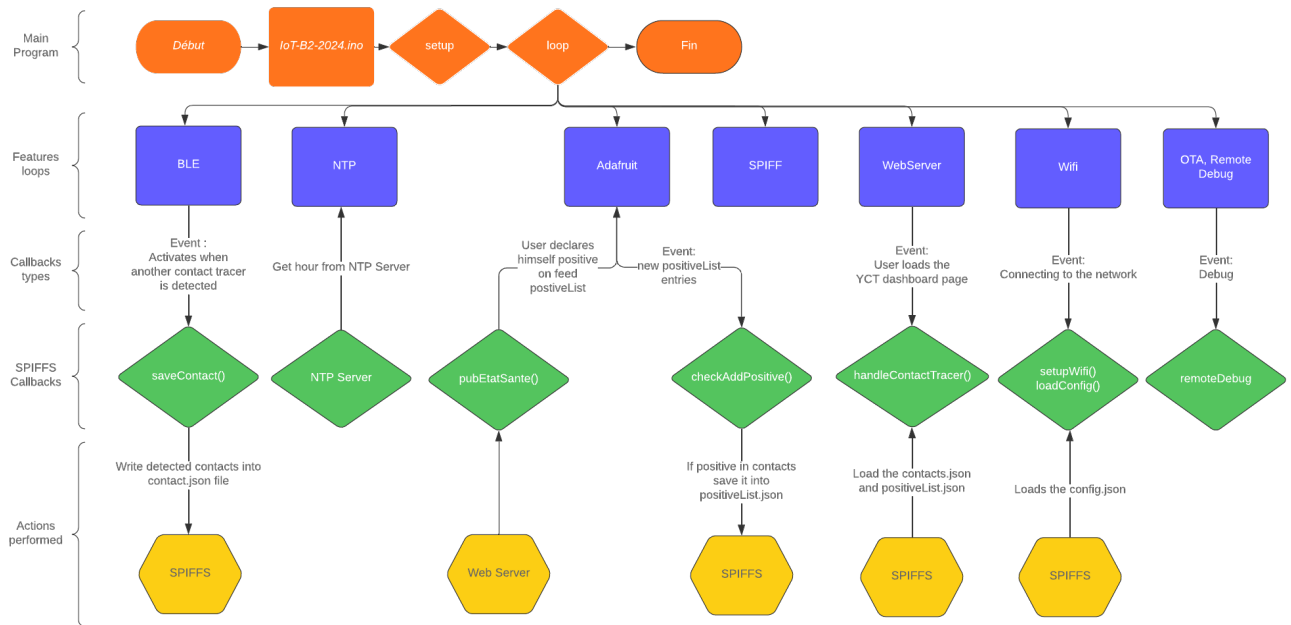 Main
Program
Début
IoT-B2-2024.ino
setup
loop
Fin
Features
loops
BLE
NTP
Adafruit
SPIFF
WebServer
Wifi
OTA, Remote
Debug
Callbacks
types
Event :
Activates when
another contact tracer
is detected
Get hour from NTP Server
User declares
himself positive
on feed
postiveList
Event:
new positiveList
entries
Event:
User loads the
YCT dashboard page
Event:
Connecting to the network
Event:
Debug
SPIFFS
Callbacks
saveContact()
NTP Server
pubEtatSante()
checkAddPositive()
handleContactTracer()
setupWifi()
loadConfig()
remoteDebug
Actions
performed
Write detected contacts into
contact.json file
If positive in contacts
save it into
positiveList.json
Load the contacts.json
and positiveList.json
Loads the config.json
SPIFFS
Web Server
SPIFFS
SPIFFS
SPIFFS